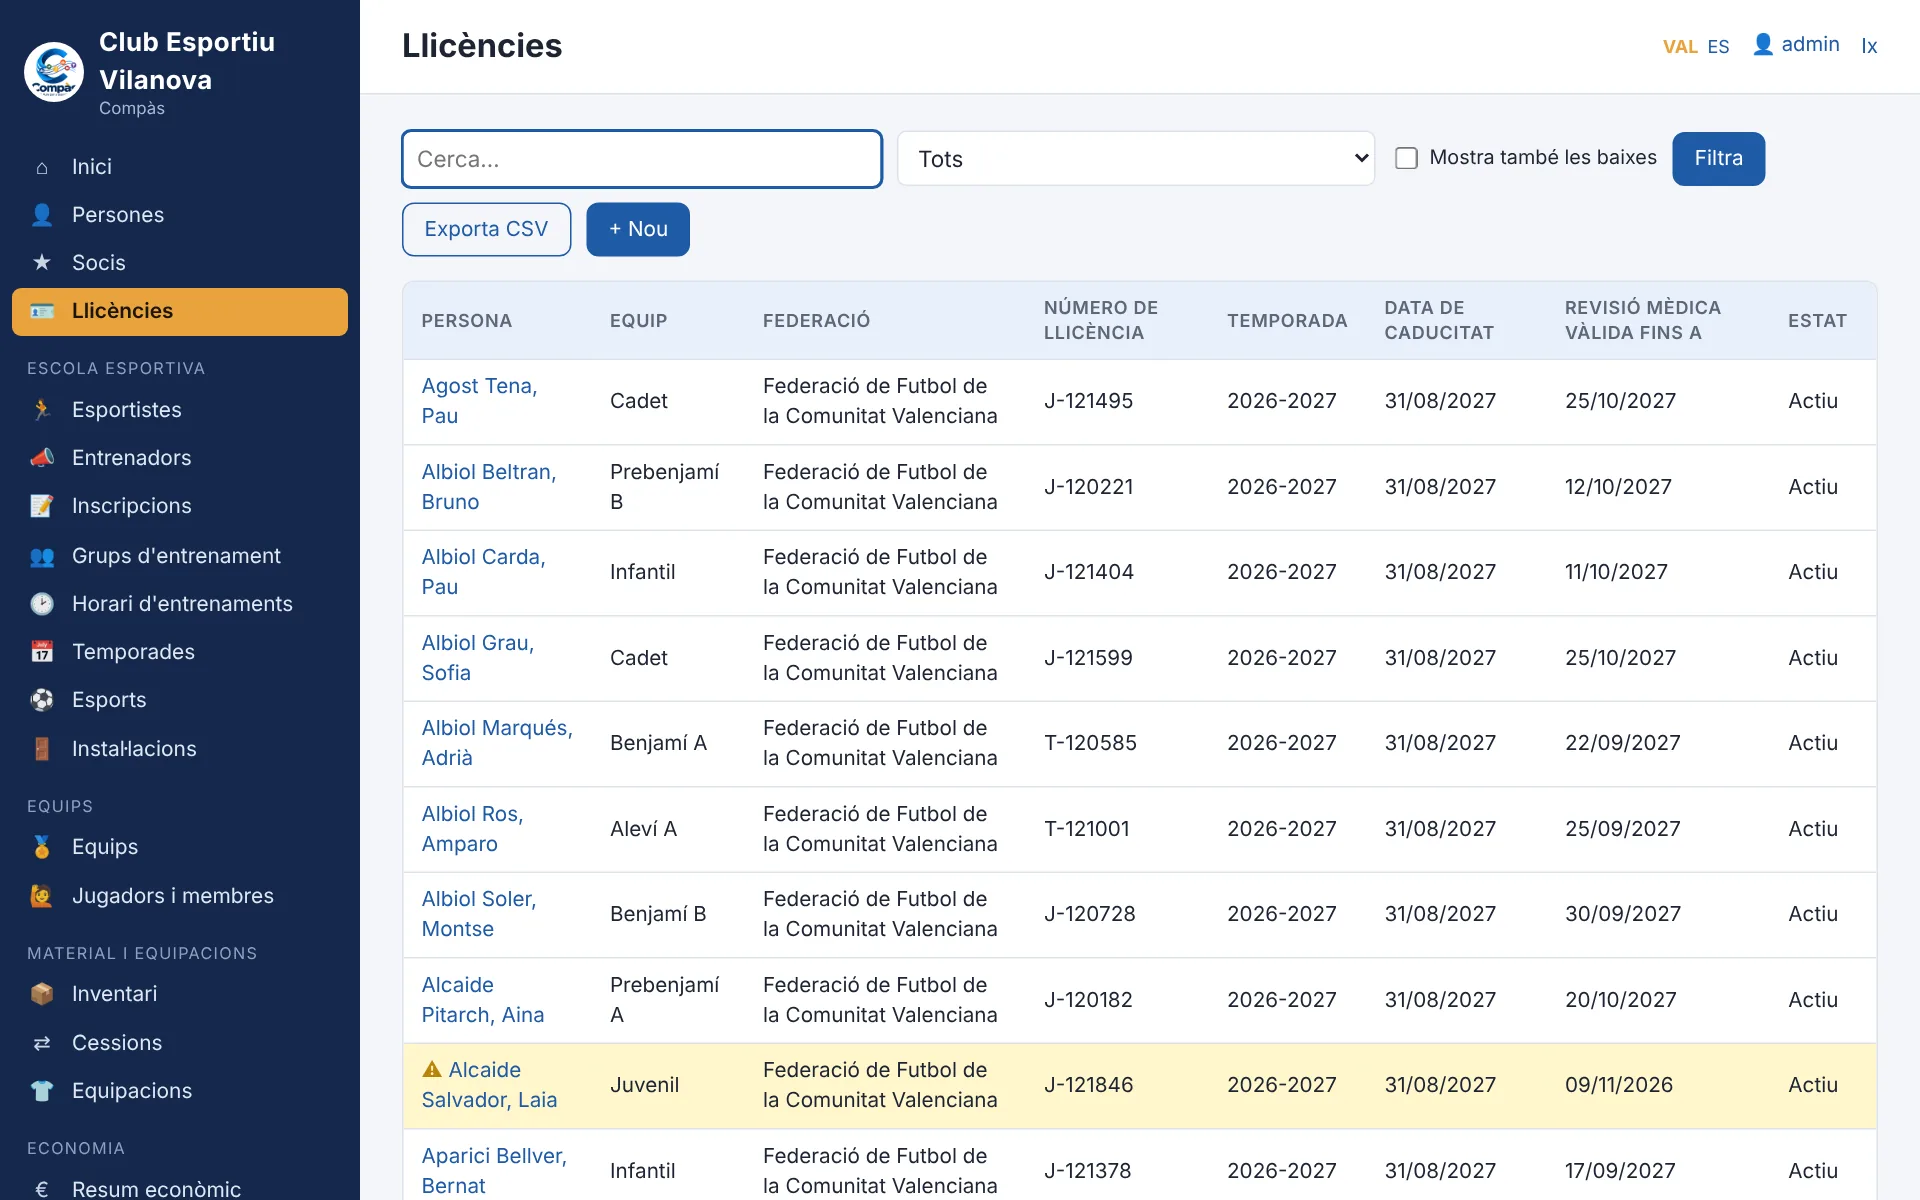 Club Esportiu
Vilanova
Compàs
Inici
Persones
Socis
Llicències
ESCOLA ESPORTIVA
Esportistes
Entrenadors
Inscripcions
Grups d'entrenament
Horari d'entrenaments
Temporades
Esports
Instal·lacions
EQUIPS
Equips
Jugadors i membres
MATERIAL I EQUIPACIONS
Inventari
Cessions
Equipacions
ECONOMIA
€ Resum econòmic
Llicències
VAL ES admin Ix
Cerca... Tots Mostra també les baixes Filtra
Exporta CSV + Nou
PERSONA EQUIP FEDERACIÓ NÚMERO DE LLICÈNCIA TEMPORADA DATA DE CADUCITAT REVISIÓ MÈDICA VÀLIDA FINS A ESTAT
Agost Tena, Pau Cadet Federació de Futbol de la Comunitat Valenciana J-121495 2026-2027 31/08/2027 25/10/2027 Actiu
Albiol Beltran, Bruno Prebenjamí B Federació de Futbol de la Comunitat Valenciana J-120221 2026-2027 31/08/2027 12/10/2027 Actiu
Albiol Carda, Pau Infantil Federació de Futbol de la Comunitat Valenciana J-121404 2026-2027 31/08/2027 11/10/2027 Actiu
Albiol Grau, Sofia Cadet Federació de Futbol de la Comunitat Valenciana J-121599 2026-2027 31/08/2027 25/10/2027 Actiu
Albiol Marqués, Adrià Benjamí A Federació de Futbol de la Comunitat Valenciana T-120585 2026-2027 31/08/2027 22/09/2027 Actiu
Albiol Ros, Amparo Aleví A Federació de Futbol de la Comunitat Valenciana T-121001 2026-2027 31/08/2027 25/09/2027 Actiu
Albiol Soler, Montse Benjamí B Federació de Futbol de la Comunitat Valenciana J-120728 2026-2027 31/08/2027 30/09/2027 Actiu
Alcaide Pitarch, Aina Prebenjamí A Federació de Futbol de la Comunitat Valenciana J-120182 2026-2027 31/08/2027 20/10/2027 Actiu
Alcaide Salvador, Laia Juvenil Federació de Futbol de la Comunitat Valenciana J-121846 2026-2027 31/08/2027 09/11/2026 Actiu
Aparici Bellver, Bernat Infantil Federació de Futbol de la Comunitat Valenciana J-121378 2026-2027 31/08/2027 17/09/2027 Actiu